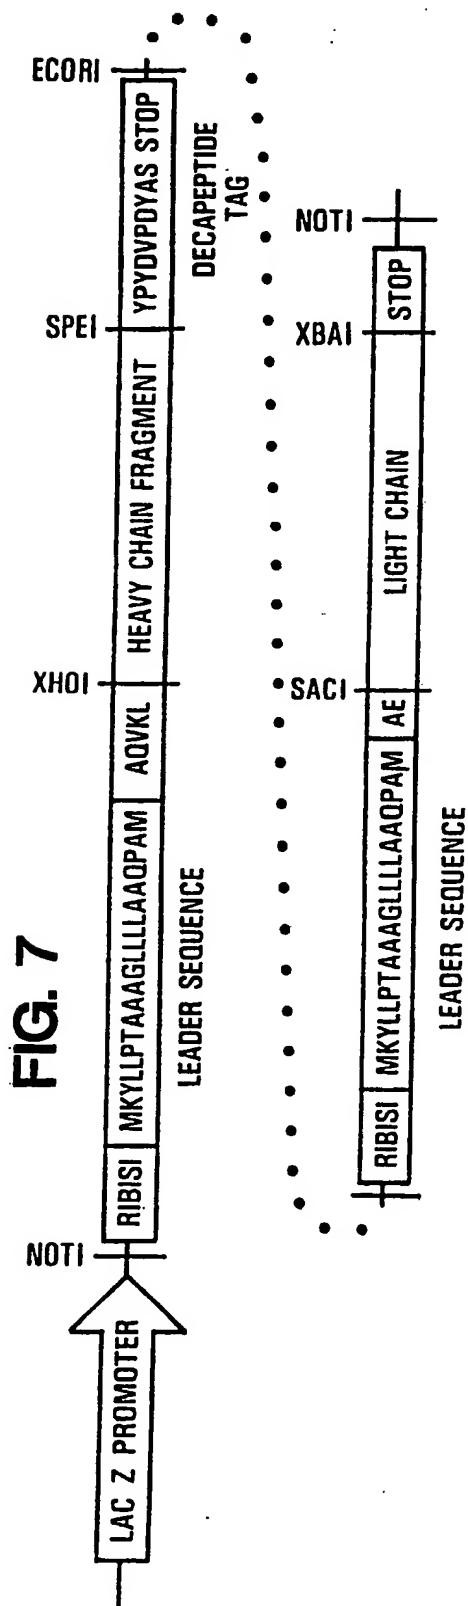 FIG. 7
LAC Z PROMOTER
NOTI
RIBISI
MKYLLPTAAAGLLLLAAQPAM
LEADER SEQUENCE
AQVKL
XHOI
HEAVY CHAIN FRAGMENT
SPEI
YPYDVPDYAS STOP
DECAPEPTIDE
TAG
ECORI
RIBISI
MKYLLPTAAAGLLLLAAQPAM
LEADER SEQUENCE
AE
SACI
LIGHT CHAIN
XBAI
STOP
NOTI